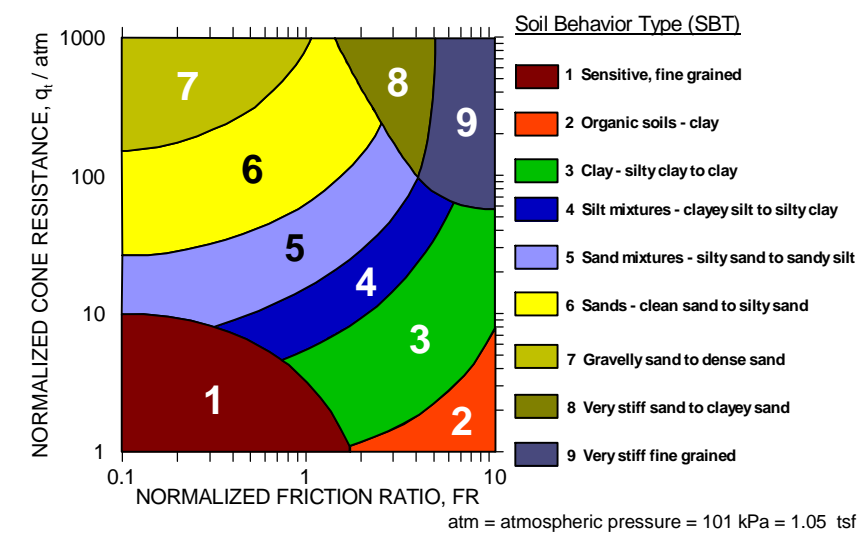 Soil Behavior Type (SBT)
1 Sensitive, fine grained
2 Organic soils - clay
3 Clay - silty clay to clay
4 Silt mixtures - clayey silt to silty clay
5 Sand mixtures - silty sand to sandy silt
6 Sands - clean sand to silty sand
7 Gravelly sand to dense sand
8 Very stiff sand to clayey sand
9 Very stiff fine grained
NORMALIZED CONE RESISTANCE, qt / atm
1000
100
10
1
7
8
9
6
5
4
3
1
2
0.1
1
10
NORMALIZED FRICTION RATIO, FR
atm = atmospheric pressure = 101 kPa = 1.05 tsf